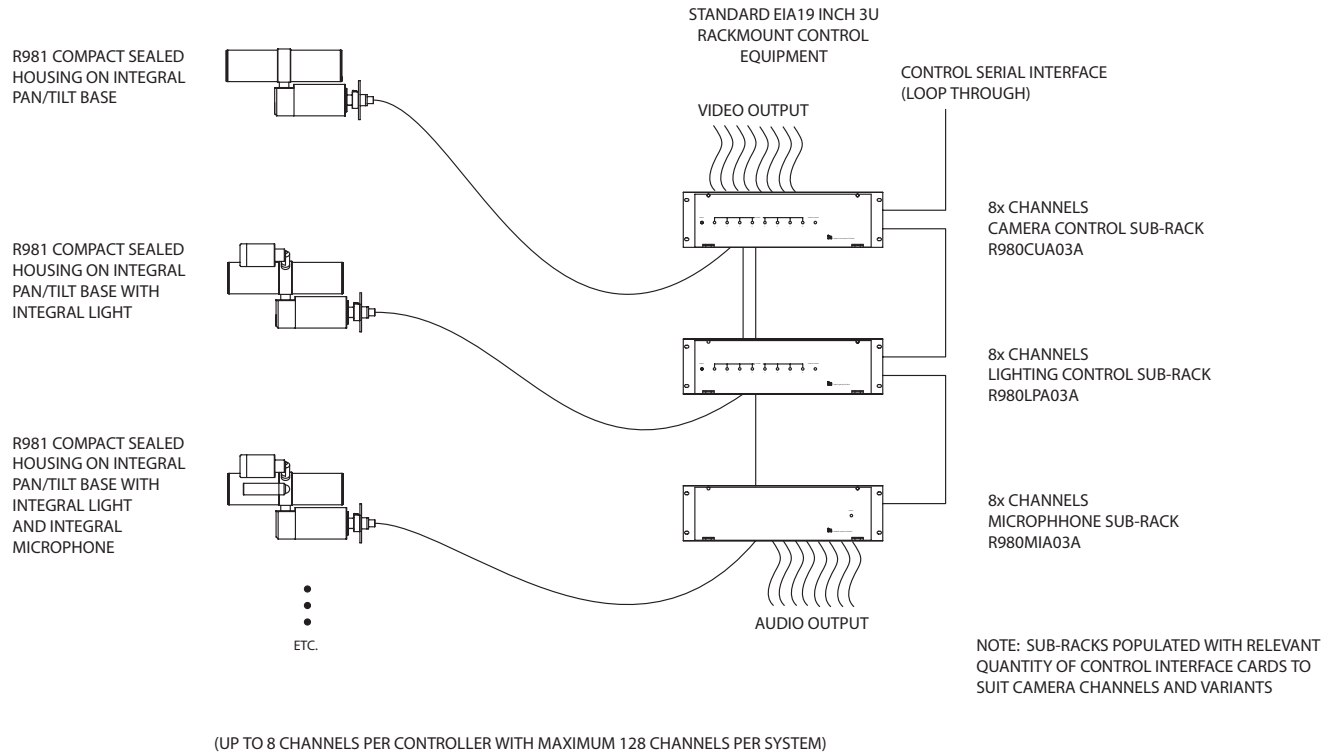 STANDARD EIA19 INCH 3U
RACKMOUNT CONTROL
EQUIPMENT
R981 COMPACT SEALED
HOUSING ON INTEGRAL
PAN/TILT BASE
CONTROL SERIAL INTERFACE
(LOOP THROUGH)
VIDEO OUTPUT
8x CHANNELS
CAMERA CONTROL SUB-RACK
R980CUA03A
R981 COMPACT SEALED
HOUSING ON INTEGRAL
PAN/TILT BASE WITH
INTEGRAL LIGHT
8x CHANNELS
LIGHTING CONTROL SUB-RACK
R980LPA03A
R981 COMPACT SEALED
HOUSING ON INTEGRAL
PAN/TILT BASE WITH
INTEGRAL LIGHT
AND INTEGRAL
MICROPHONE
8x CHANNELS
MICROPHHONE SUB-RACK
R980MIA03A
AUDIO OUTPUT
ETC.
NOTE: SUB-RACKS POPULATED WITH RELEVANT
QUANTITY OF CONTROL INTERFACE CARDS TO
SUIT CAMERA CHANNELS AND VARIANTS
(UP TO 8 CHANNELS PER CONTROLLER WITH MAXIMUM 128 CHANNELS PER SYSTEM)